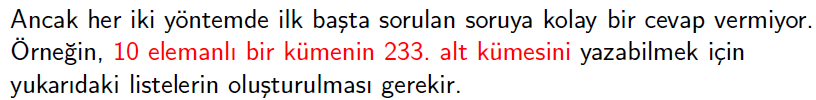 Ancak her iki yöntemde ilk başta sorulan soruya kolay bir cevap vermiyor.
Örneğin, 10 elemanlı bir kümenin 233. alt kümesini yazabilmek için
yukarıdaki listelerin oluşturulması gerekir.